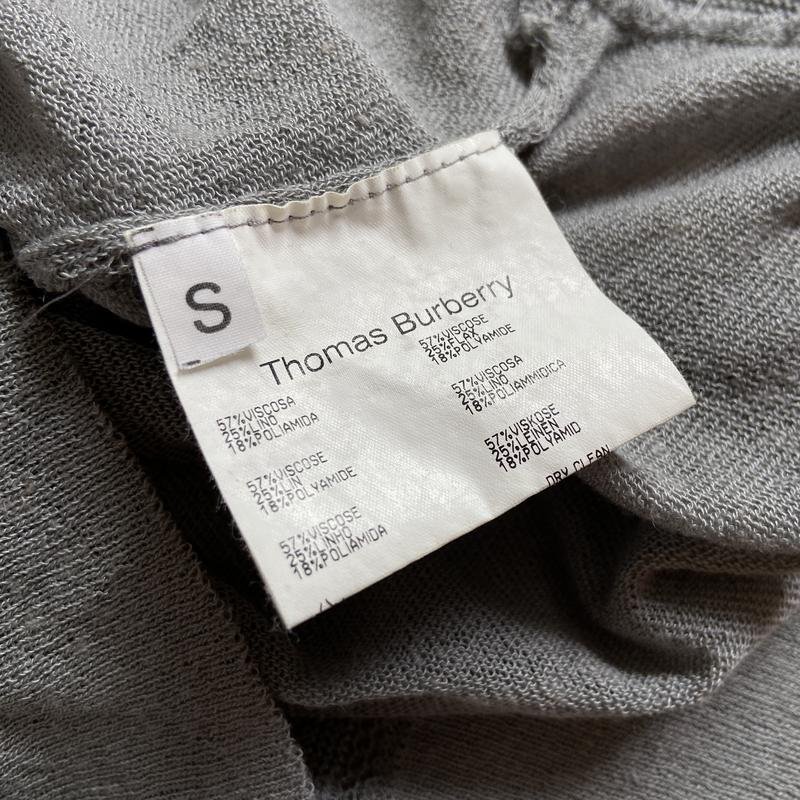 S
Thomas Burberry
57%VISCOSA
25%LINO
18%POLIAMIDA
57%VISCOSE
25%LIN
18%POLYAMIDE
57%VISCOSE
25%LINHO
18%POLIAMIDA
57%VISCOSE
25%FLAX
18%POLYAMIDE
57%VISCOSA
25%LINO
18%POLIAMMIDICA
57%VISKOSE
25%LEINEN
18%POLYAMID
DRY CLEAN